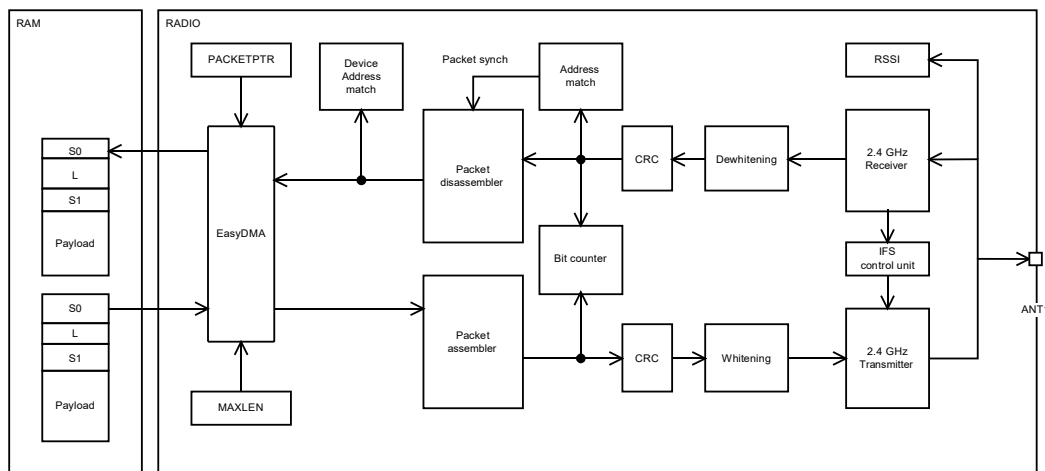 RAM
RADIO
PACKETPTR
Device
Address
match
Packet synch
Address
match
RSSI
S0
L
S1
Payload
EasyDMA
Packet
disassembler
CRC
Dewhitening
2.4 GHz
Receiver
Bit counter
IFS
control unit
S0
L
S1
Payload
Packet
assembler
CRC
Whitening
2.4 GHz
Transmitter
ANT1
MAXLEN